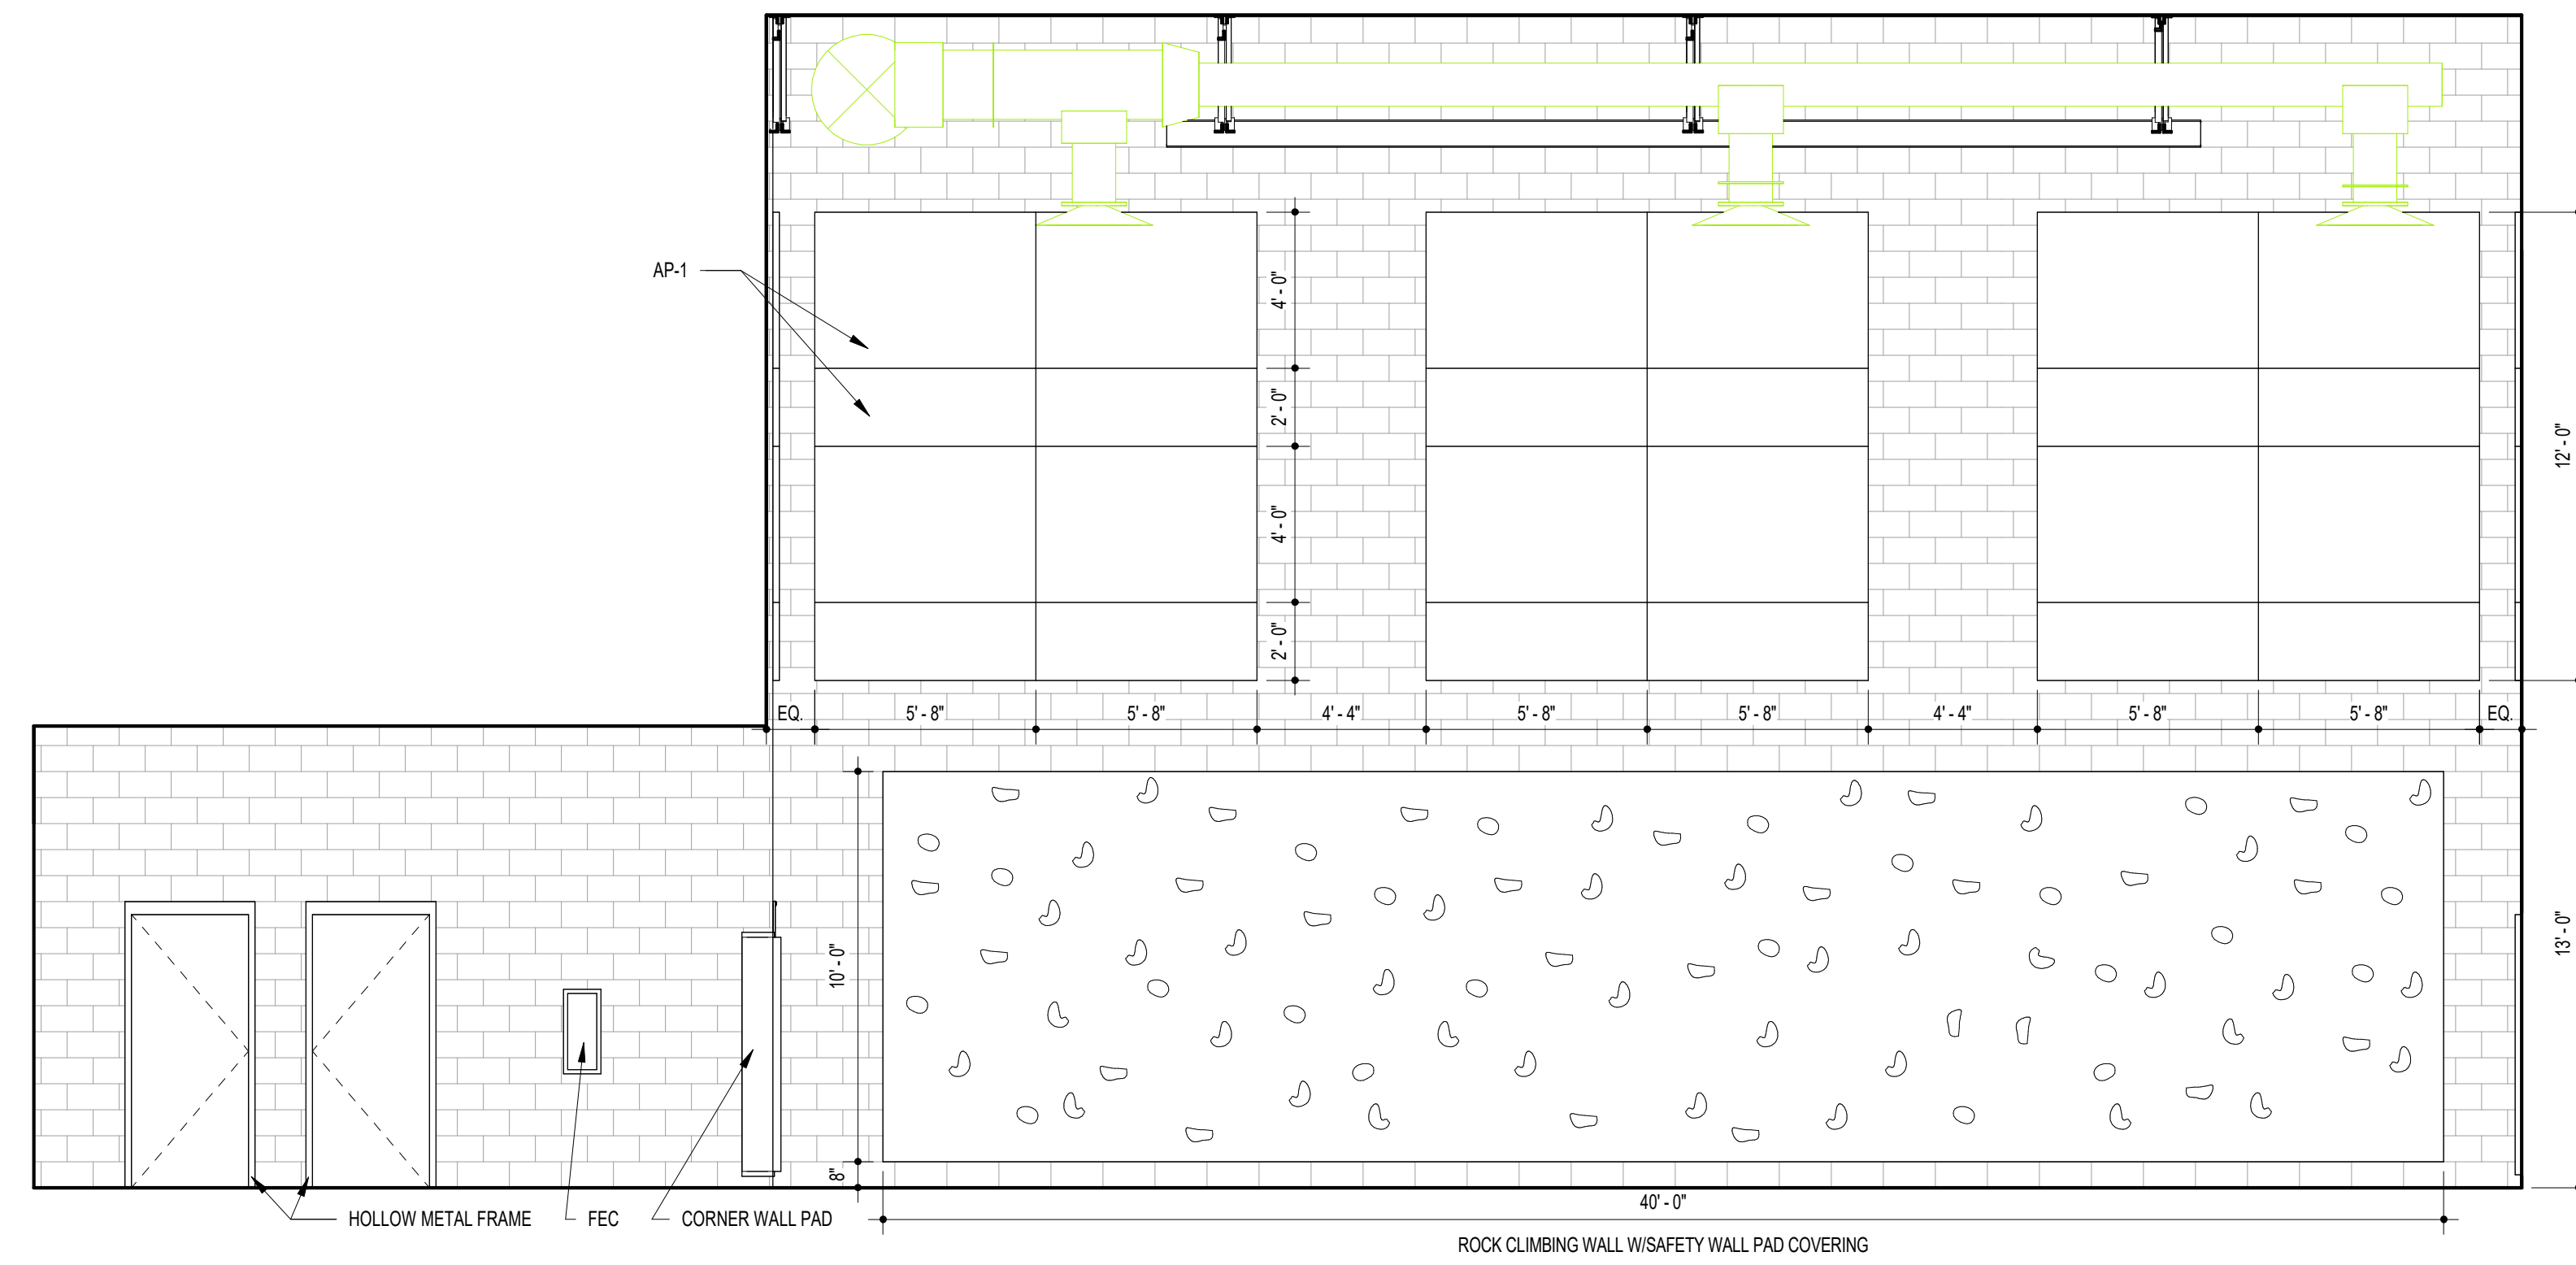 AP-1
4' - 0"
2' - 0"
4' - 0"
2' - 0"
12' - 0"
EQ.
5' - 8"
5' - 8"
4' - 4"
5' - 8"
5' - 8"
4' - 4"
5' - 8"
5' - 8"
EQ.
10' - 0"
8"
13' - 0"
HOLLOW METAL FRAME
FEC
CORNER WALL PAD
40' - 0"
ROCK CLIMBING WALL W/SAFETY WALL PAD COVERING